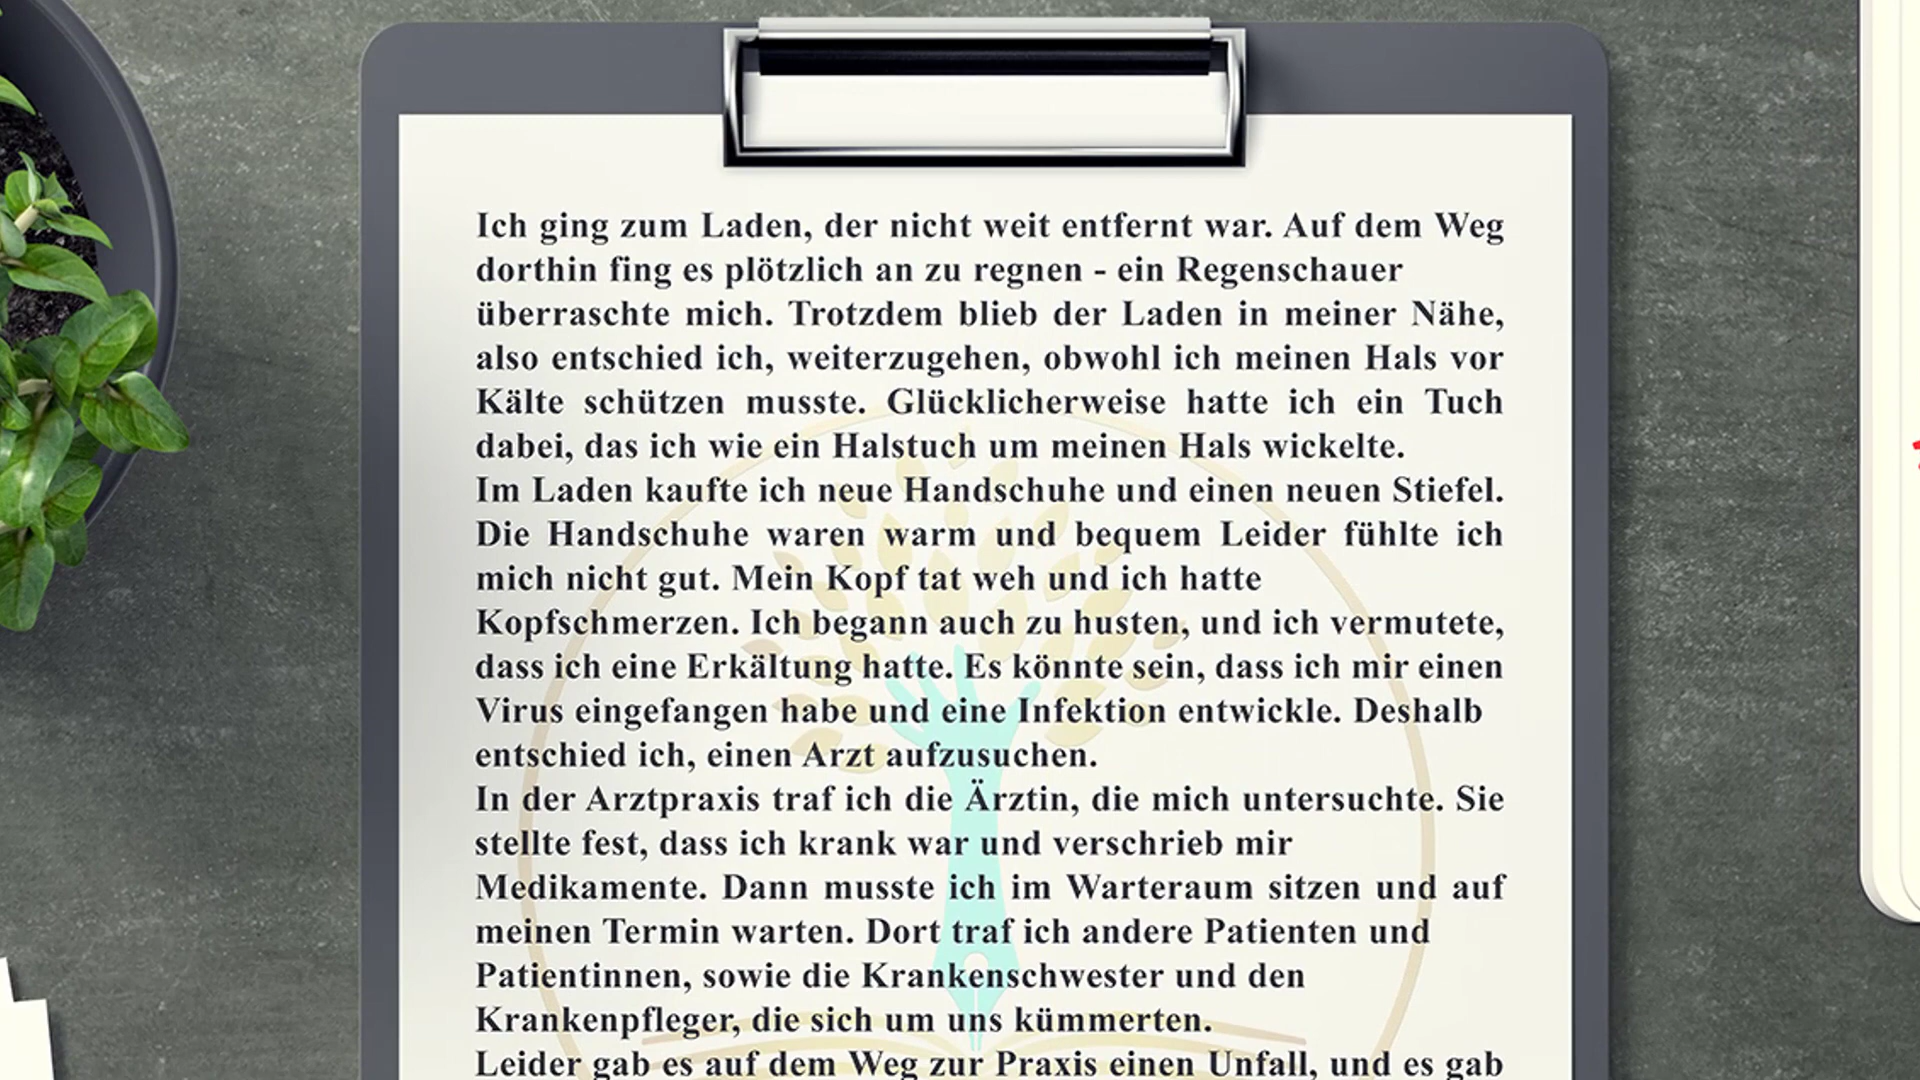 Ich ging zum Laden, der nicht weit entfernt war. Auf dem Weg
dorthin fing es plötzlich an zu regnen - ein Regenschauer
überraschte mich. Trotzdem blieb der Laden in meiner Nähe,
also entschied ich, weiterzugehen, obwohl ich meinen Hals vor
Kälte schützen musste. Glücklicherweise hatte ich ein Tuch
dabei, das ich wie ein Halstuch um meinen Hals wickelte.
Im Laden kaufte ich neue Handschuhe und einen neuen Stiefel.
Die Handschuhe waren warm und bequem Leider fühlte ich
mich nicht gut. Mein Kopf tat weh und ich hatte
Kopfschmerzen. Ich begann auch zu husten, und ich vermutete,
dass ich eine Erkältung hatte. Es könnte sein, dass ich mir einen
Virus eingefangen habe und eine Infektion entwickle. Deshalb
entschied ich, einen Arzt aufzusuchen.
In der Arztpraxis traf ich die Ärztin, die mich untersuchte. Sie
stellte fest, dass ich krank war und verschrieb mir
Medikamente. Dann musste ich im Warteraum sitzen und auf
meinen Termin warten. Dort traf ich andere Patienten und
Patientinnen, sowie die Krankenschwester und den
Krankenpfleger, die sich um uns kümmerten.
Leider gab es auf dem Weg zur Praxis einen Unfall, und es gab